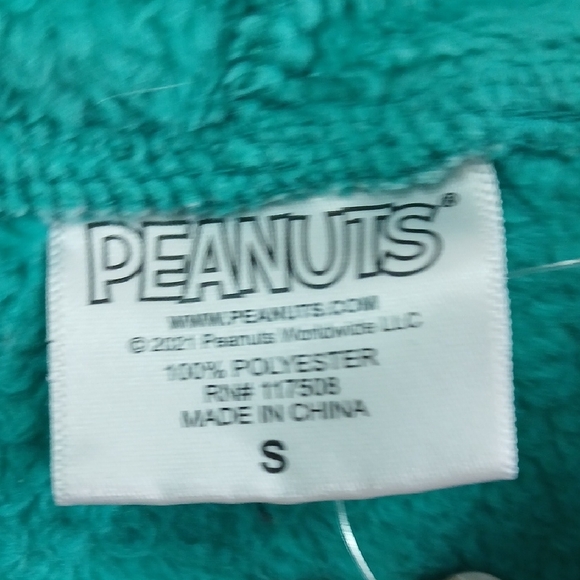 PEANUTS®
WWW.PEANUTS.COM
© 2021 Peanuts Worldwide LLC
100% POLYESTER
RN# 117508
MADE IN CHINA
S